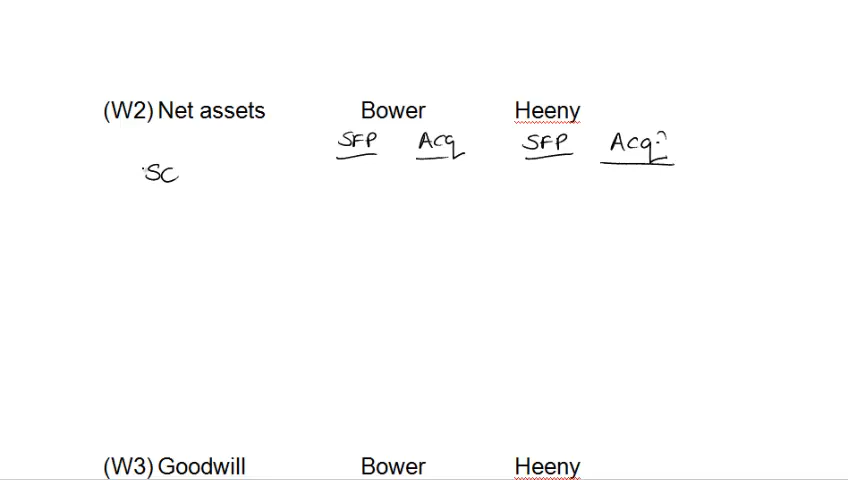 (W2) Net assets Bower Heeny
SFP Acq SFP Acq?
SC
(W3) Goodwill Bower Heeny